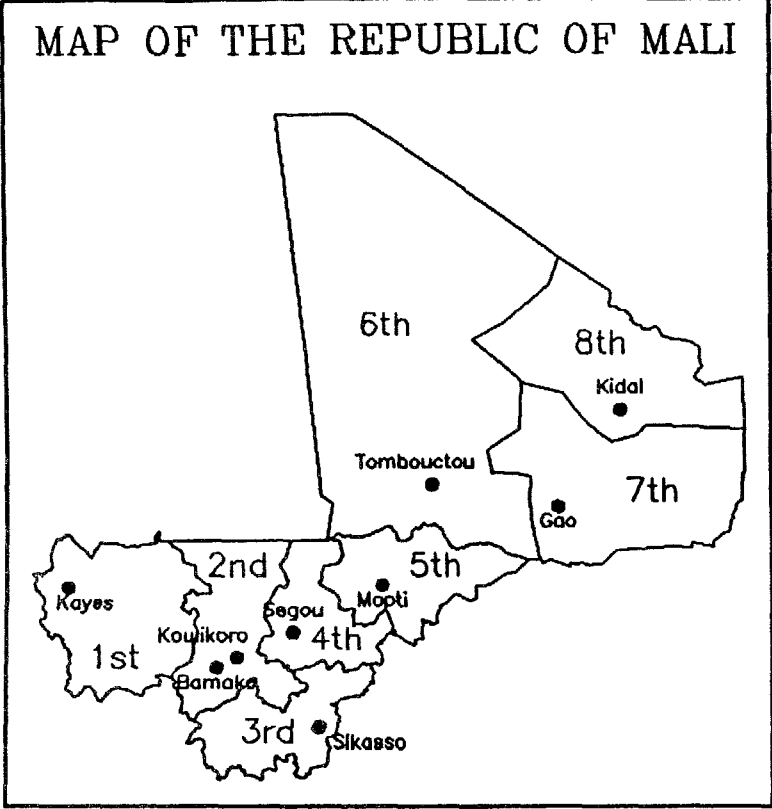 MAP OF THE REPUBLIC OF MALI
6th
8th
Kidal
Tombouctou
7th
Gao
2nd
5th
Kayes
Mopti
Segou
Koulikoro
4th
1st
Bamako
3rd
Sikasso